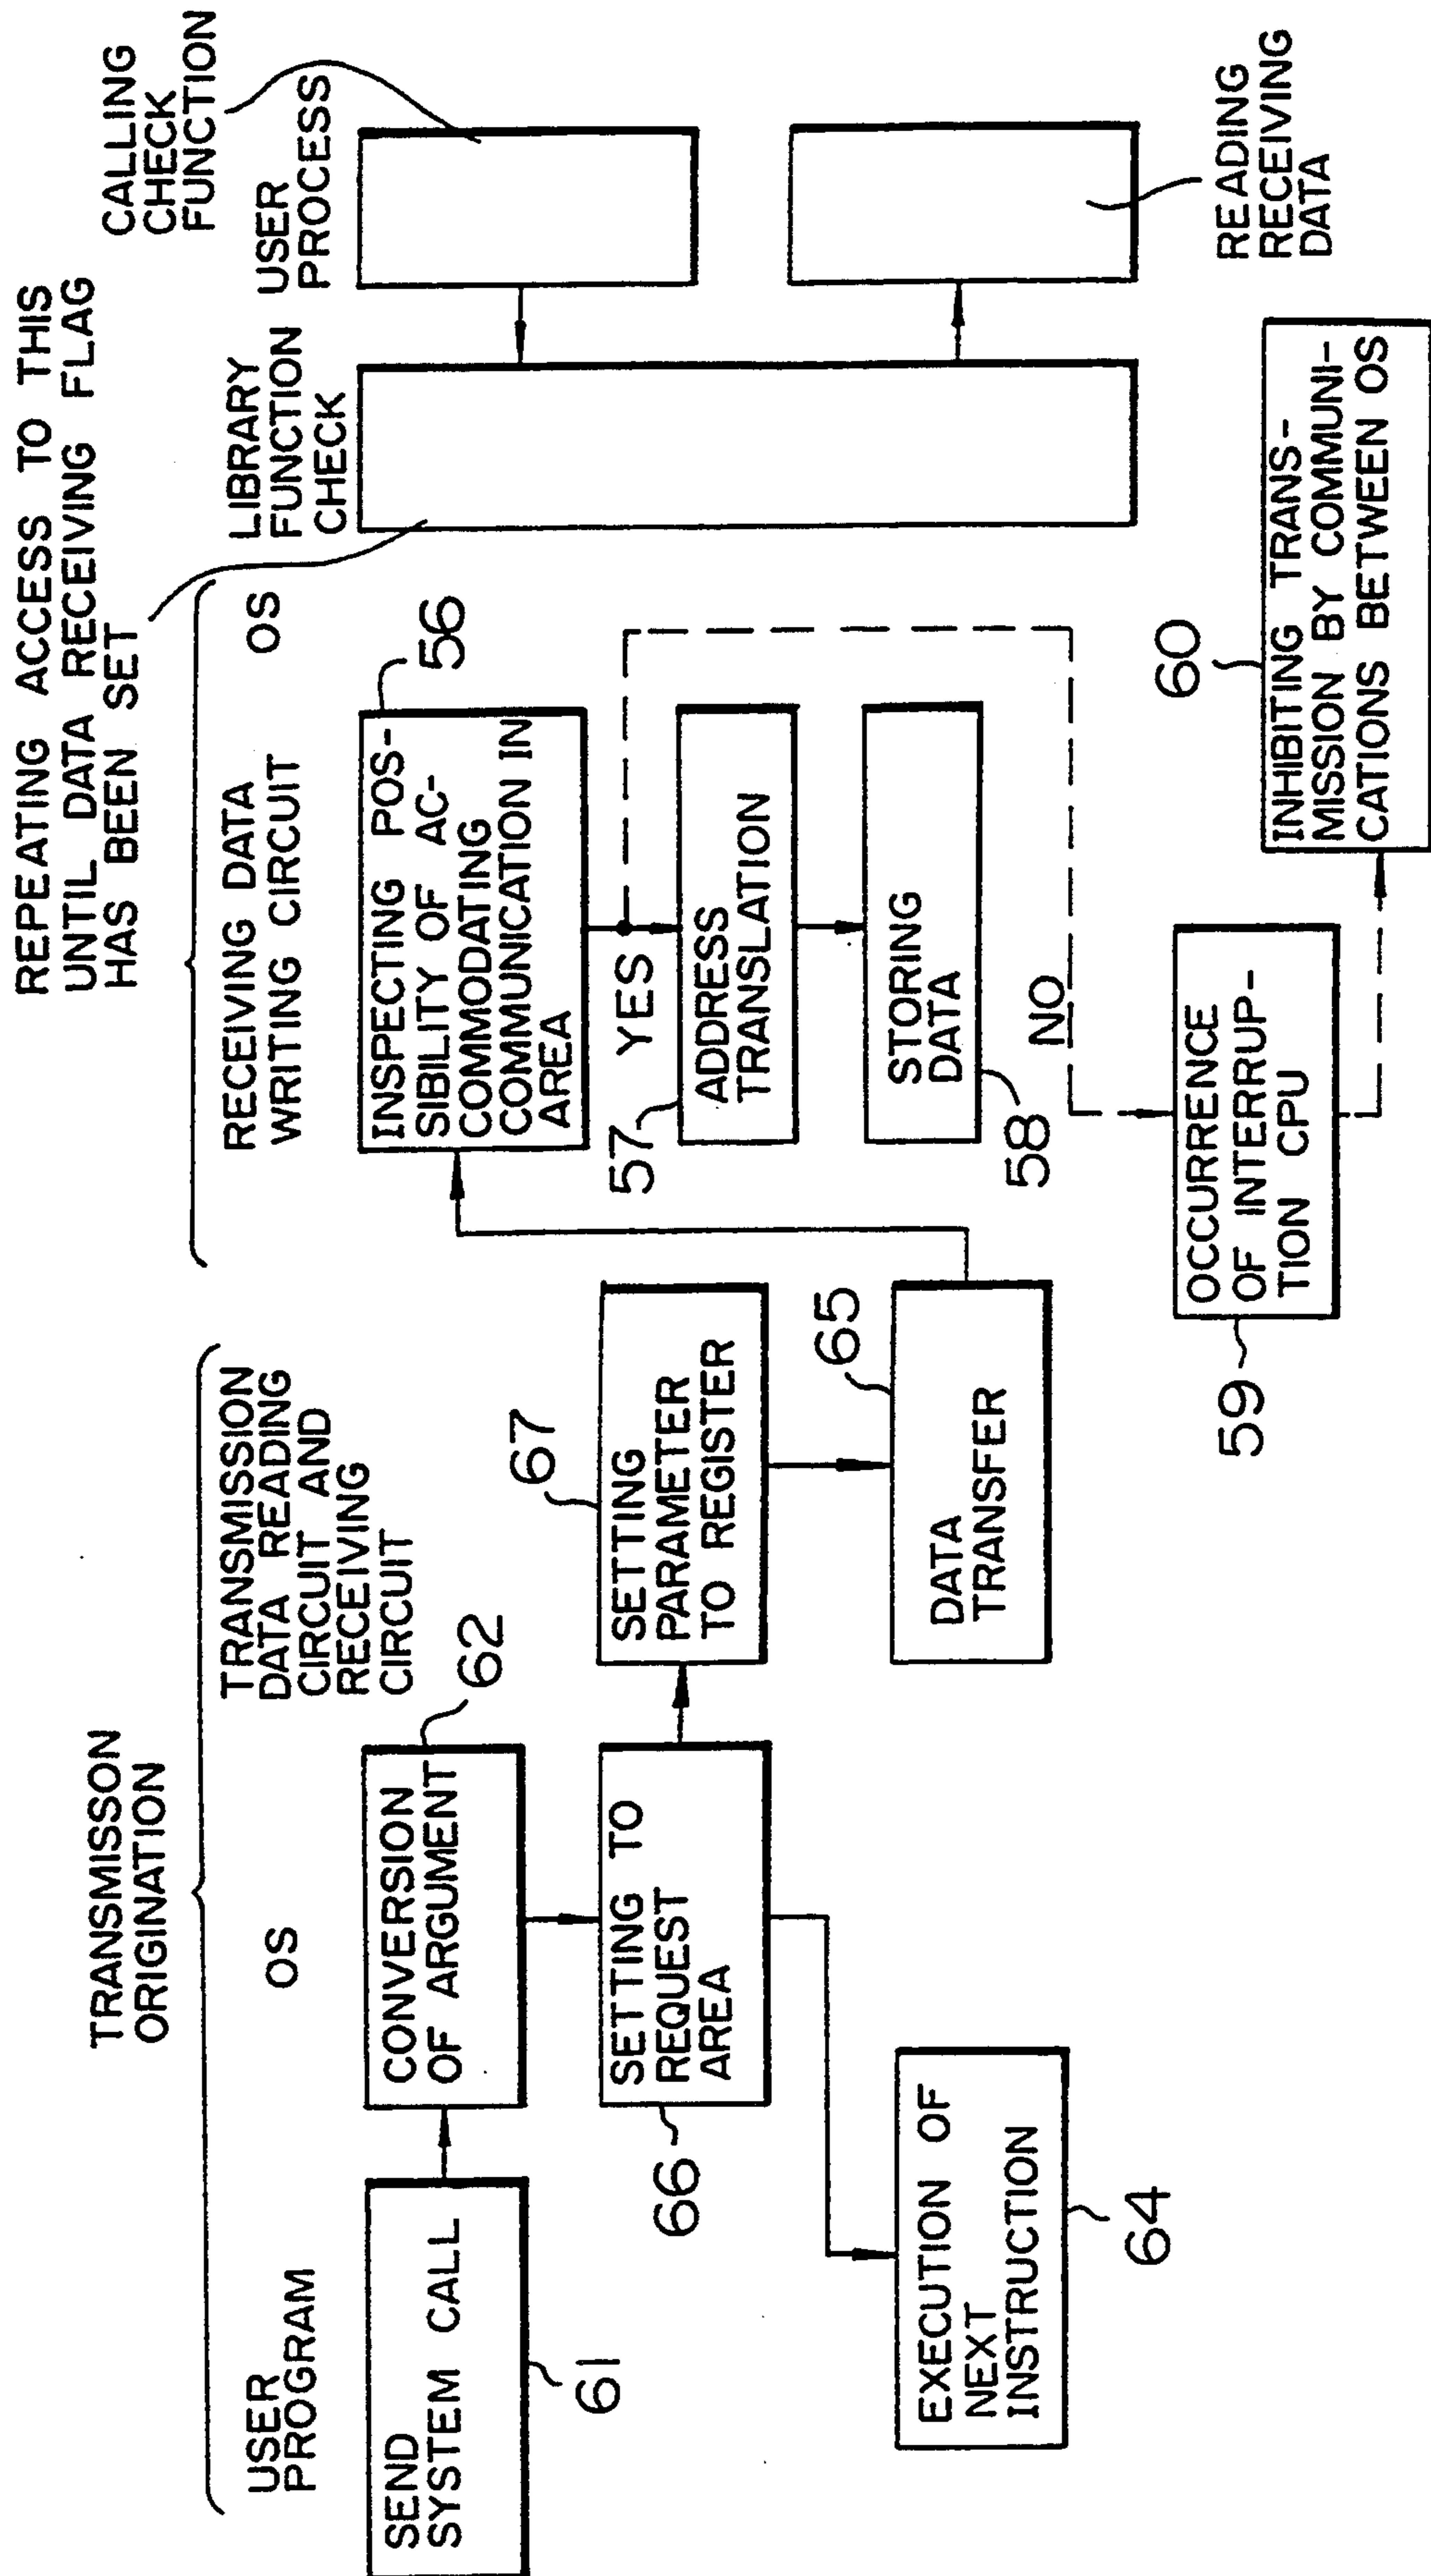 TRANSMISSON
ORIGINATION
USER
PROGRAM
OS
TRANSMISSION
DATA READING
CIRCUIT AND
RECEIVING
CIRCUIT
SEND
SYSTEM CALL
61
CONVERSION
OF ARGUMENT
62
SETTING TO
REQUEST
AREA
66
SETTING
PARAMETER
TO REGISTER
67
DATA
TRANSFER
65
EXECUTION OF
NEXT
INSTRUCTION
64
REPEATING ACCESS TO THIS
UNTIL DATA RECEIVING FLAG
HAS BEEN SET
RECEIVING DATA
WRITING CIRCUIT
OS
LIBRARY
FUNCTION
CHECK
USER
PROCESS
CALLING
CHECK
FUNCTION
INSPECTING POS-
SIBILITY OF AC-
COMMODATING
COMMUNICATION IN
AREA
56
YES
57
ADDRESS
TRANSLATION
STORING
DATA
58
NO
OCCURRENCE
OF INTERRUP-
TION CPU
59
60
INHIBITING TRANS-
MISSION BY COMMUNI-
CATIONS BETWEEN OS
READING
RECEIVING
DATA